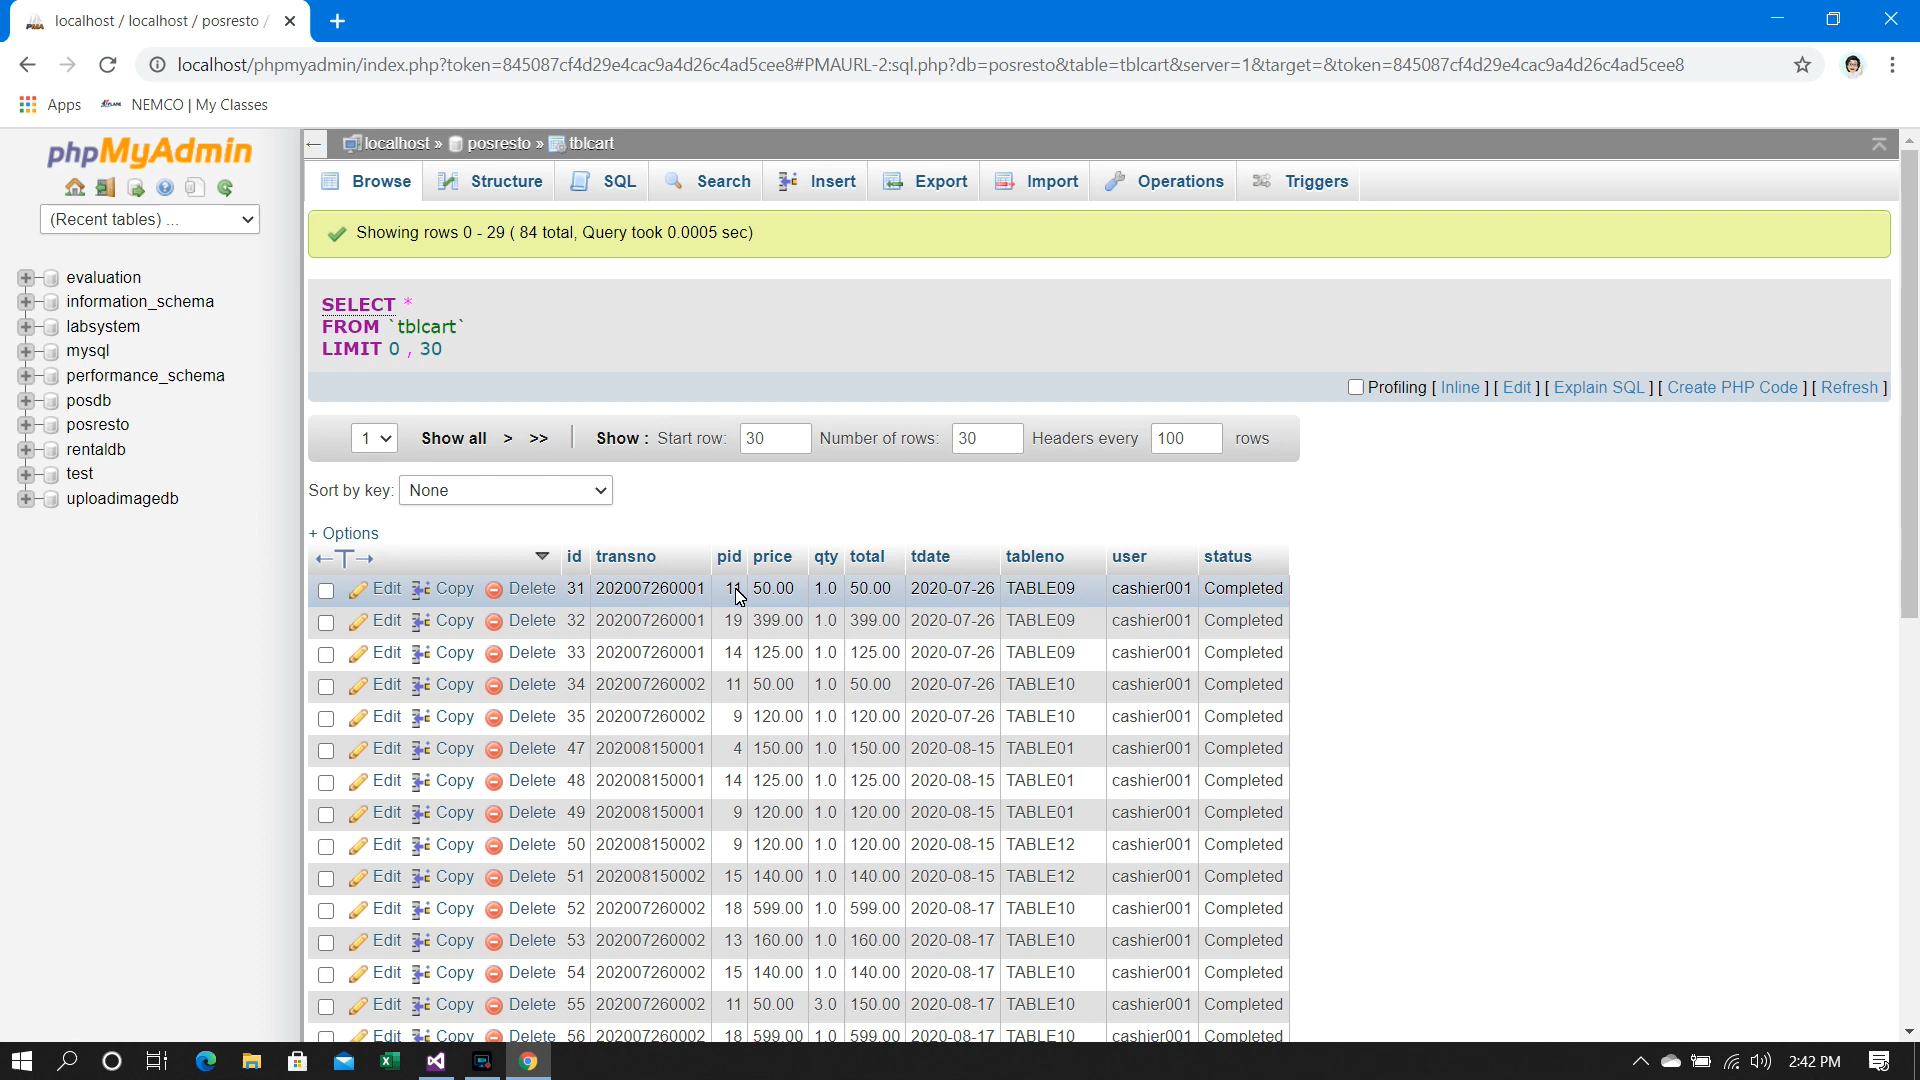 localhost / localhost / posresto /
localhost/phpmyadmin/index.php?token=845087cf4d29e4cac9a4d26c4ad5cee8#PMAURL-2:sql.php?db=posresto&table=tblcart&server=1&target=&token=845087cf4d29e4cac9a4d26c4ad5cee8
Apps NEMCO | My Classes
phpMyAdmin
(Recent tables) ...
evaluation
information_schema
labsystem
mysql
performance_schema
posdb
posresto
rentaldb
test
uploadimagedb
localhost » posresto » tblcart
Browse Structure SQL Search Insert Export Import Operations Triggers
Showing rows 0 - 29 ( 84 total, Query took 0.0005 sec)
SELECT *
FROM `tblcart`
LIMIT 0 , 30
Profiling [ Inline ] [ Edit ] [ Explain SQL ] [ Create PHP Code ] [ Refresh ]
1 Show all > >> Show : Start row: 30 Number of rows: 30 Headers every 100 rows
Sort by key: None
+ Options
id transno pid price qty total tdate tableno user status
Edit Copy Delete 31 202007260001 11 50.00 1.0 50.00 2020-07-26 TABLE09 cashier001 Completed
Edit Copy Delete 32 202007260001 19 399.00 1.0 399.00 2020-07-26 TABLE09 cashier001 Completed
Edit Copy Delete 33 202007260001 14 125.00 1.0 125.00 2020-07-26 TABLE09 cashier001 Completed
Edit Copy Delete 34 202007260002 11 50.00 1.0 50.00 2020-07-26 TABLE10 cashier001 Completed
Edit Copy Delete 35 202007260002 9 120.00 1.0 120.00 2020-07-26 TABLE10 cashier001 Completed
Edit Copy Delete 47 202008150001 4 150.00 1.0 150.00 2020-08-15 TABLE01 cashier001 Completed
Edit Copy Delete 48 202008150001 14 125.00 1.0 125.00 2020-08-15 TABLE01 cashier001 Completed
Edit Copy Delete 49 202008150001 9 120.00 1.0 120.00 2020-08-15 TABLE01 cashier001 Completed
Edit Copy Delete 50 202008150002 9 120.00 1.0 120.00 2020-08-15 TABLE12 cashier001 Completed
Edit Copy Delete 51 202008150002 15 140.00 1.0 140.00 2020-08-15 TABLE12 cashier001 Completed
Edit Copy Delete 52 202007260002 18 599.00 1.0 599.00 2020-08-17 TABLE10 cashier001 Completed
Edit Copy Delete 53 202007260002 13 160.00 1.0 160.00 2020-08-17 TABLE10 cashier001 Completed
Edit Copy Delete 54 202007260002 15 140.00 1.0 140.00 2020-08-17 TABLE10 cashier001 Completed
Edit Copy Delete 55 202007260002 11 50.00 3.0 150.00 2020-08-17 TABLE10 cashier001 Completed
Edit Copy Delete 56 202007260002 18 599.00 1.0 599.00 2020-08-17 TABLE10 cashier001 Completed
2:42 PM